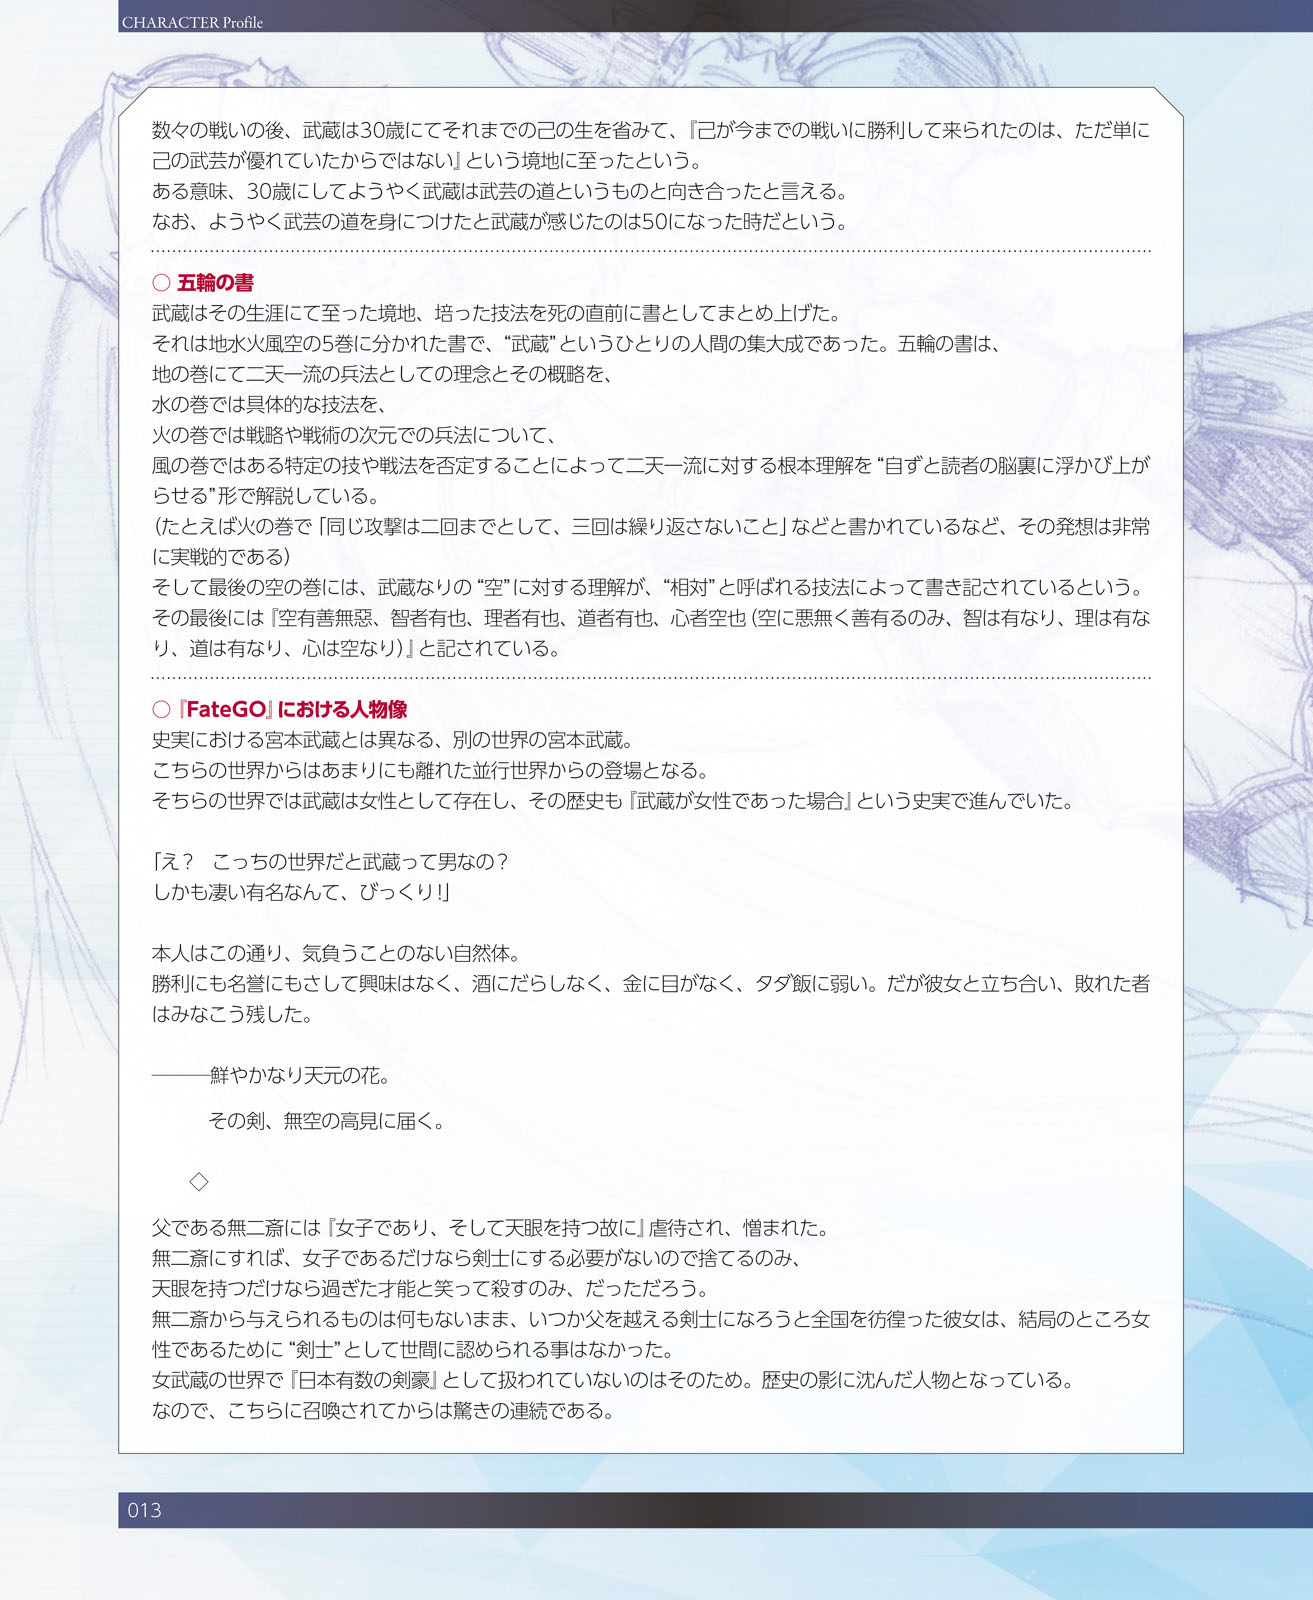 CHARACTER Profile
数々の戦いの後、武蔵は30歳にてそれまでの己の生を省みて、『己が今までの戦いに勝利して来られたのは、ただ単に
己の武芸が優れていたからではない』という境地に至ったという。
ある意味、30歳にしてようやく武蔵は武芸の道というものと向き合ったと言える。
なお、ようやく武芸の道を身につけたと武蔵が感じたのは50になった時だという。
○ 五輪の書
武蔵はその生涯にて至った境地、培った技法を死の直前に書としてまとめ上げた。
それは地水火風空の5巻に分かれた書で、“武蔵”というひとりの人間の集大成であった。五輪の書は、
地の巻にて二天一流の兵法としての理念とその概略を、
水の巻では具体的な技法を、
火の巻では戦略や戦術の次元での兵法について、
風の巻ではある特定の技や戦法を否定することによって二天一流に対する根本理解を“自ずと読者の脳裏に浮かび上が
らせる”形で解説している。
（たとえば火の巻で「同じ攻撃は二回までとして、三回は繰り返さないこと」などと書かれているなど、その発想は非常
に実戦的である）
そして最後の空の巻には、武蔵なりの“空”に対する理解が、“相対”と呼ばれる技法によって書き記されているという。
その最後には『空有善無惡、智者有也、理者有也、道者有也、心者空也（空に悪無く善有るのみ、智は有なり、理は有な
り、道は有なり、心は空なり）』と記されている。
○『FateGO』における人物像
史実における宮本武蔵とは異なる、別の世界の宮本武蔵。
こちらの世界からはあまりにも離れた並行世界からの登場となる。
そちらの世界では武蔵は女性として存在し、その歴史も『武蔵が女性であった場合』という史実で進んでいた。
「え？　こっちの世界だと武蔵って男なの？
しかも凄い有名なんて、びっくり！」
本人はこの通り、気負うことのない自然体。
勝利にも名誉にもさして興味はなく、酒にだらしなく、金に目がなく、タダ飯に弱い。だが彼女と立ち合い、敗れた者
はみなこう残した。
―――鮮やかなり天元の花。
その剣、無空の高見に届く。
◇
父である無二斎には『女子であり、そして天眼を持つ故に』虐待され、憎まれた。
無二斎にすれば、女子であるだけなら剣士にする必要がないので捨てるのみ、
天眼を持つだけなら過ぎた才能と笑って殺すのみ、だっただろう。
無二斎から与えられるものは何もないまま、いつか父を越える剣士になろうと全国を彷徨った彼女は、結局のところ女
性であるために“剣士”として世間に認められる事はなかった。
女武蔵の世界で『日本有数の剣豪』として扱われていないのはそのため。歴史の影に沈んだ人物となっている。
なので、こちらに召喚されてからは驚きの連続である。
013